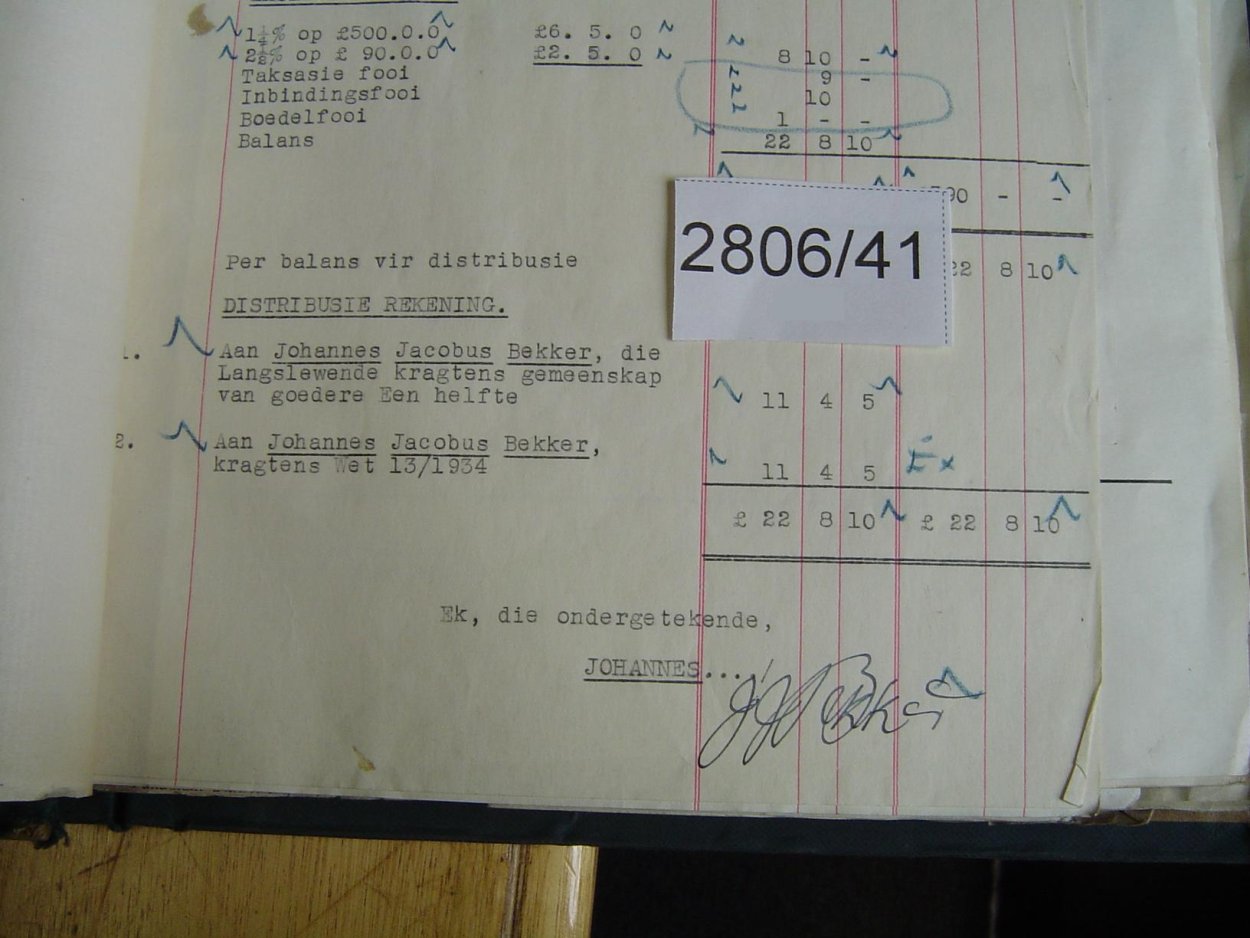 1¼% op £500.0.0 £6. 5. 0
2½% op £ 90.0.0 £2. 5. 0 8 10 -
Taksasie fooi 9 -
Inbindingsfooi 10
Boedelfooi 1 - -
Balans 22 8 10
90 - -
2806/41
Per balans vir distribusie 22 8 10
DISTRIBUSIE REKENING.
1. Aan Johannes Jacobus Bekker, die
Langslewende kragtens gemeenskap
van goedere Een helfte 11 4 5
2. Aan Johannes Jacobus Bekker,
kragtens Wet 13/1934 11 4 5 Ex
£ 22 8 10 £ 22 8 10
Ek, die ondergetekende,
JOHANNES...
JJ Bekker